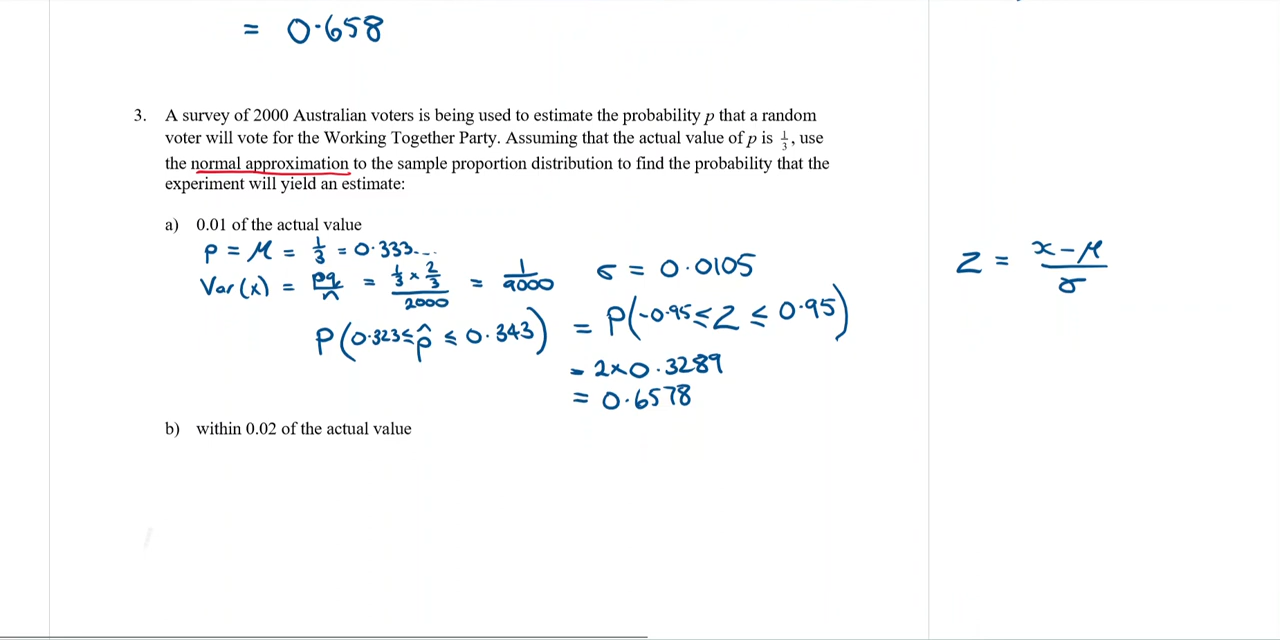 = 0.658
3. A survey of 2000 Australian voters is being used to estimate the probability p that a random
voter will vote for the Working Together Party. Assuming that the actual value of p is 1/3, use
the normal approximation to the sample proportion distribution to find the probability that the
experiment will yield an estimate:
a) 0.01 of the actual value
p = μ = 1/3 = 0.333...
Var(x) = pq/n = (1/3 × 2/3)/2000 = 1/9000 σ = 0.0105
z = (x - μ)/σ
P(0.323 ≤ p̂ ≤ 0.343) = P(-0.95 ≤ Z ≤ 0.95)
= 2×0.3289
= 0.6578
b) within 0.02 of the actual value